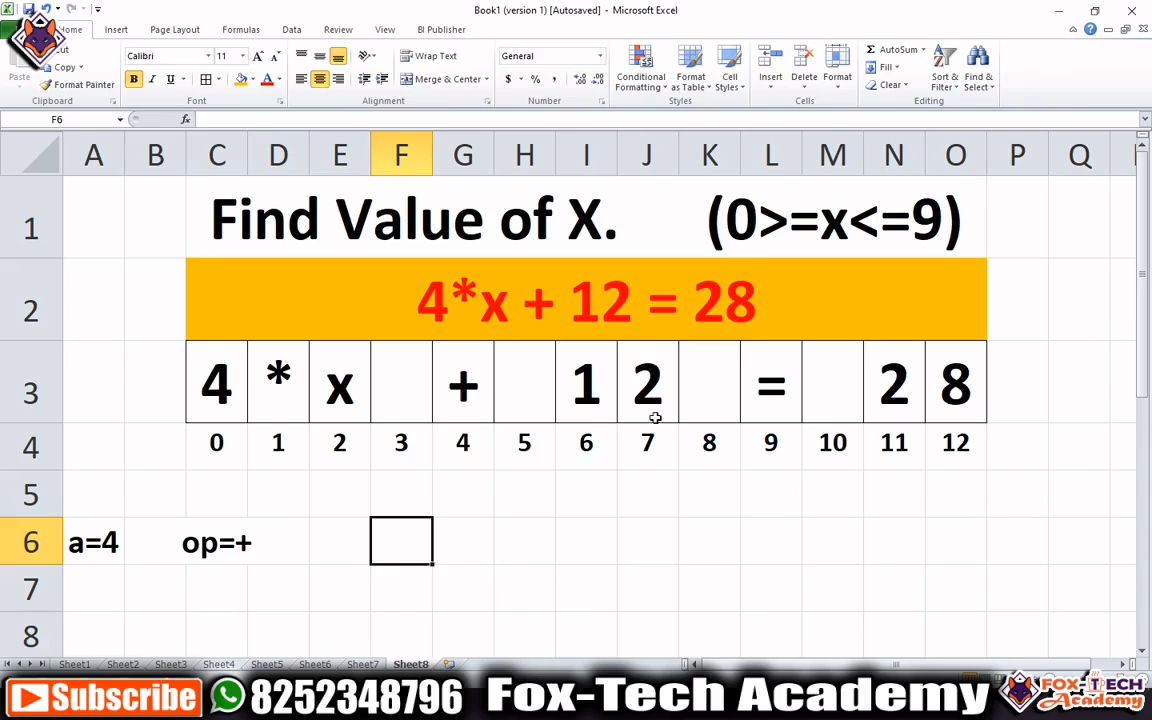 Book1 (version 1) [Autosaved] - Microsoft Excel
Home Insert Page Layout Formulas Data Review View BI Publisher
Cut
Copy
Format Painter
Paste
Clipboard
Calibri
B I U
Font
Wrap Text
Merge & Center
Alignment
General
$ % ,
Number
Conditional Formatting
Format as Table
Cell Styles
Styles
Insert Delete Format
Cells
AutoSum
Fill
Clear
Sort & Filter
Find & Select
Editing
F6 fx
A B C D E F G H I J K L M N O P Q
1 Find Value of X. (0>=x<=9)
2 4*x + 12 = 28
3 4 * x + 1 2 = 2 8
4 0 1 2 3 4 5 6 7 8 9 10 11 12
5
6 a=4 op=+
7
8
Sheet1 Sheet2 Sheet3 Sheet4 Sheet5 Sheet6 Sheet7 Sheet8
Subscribe 8252348796 Fox-Tech Academy
FOX-TECH
Academy